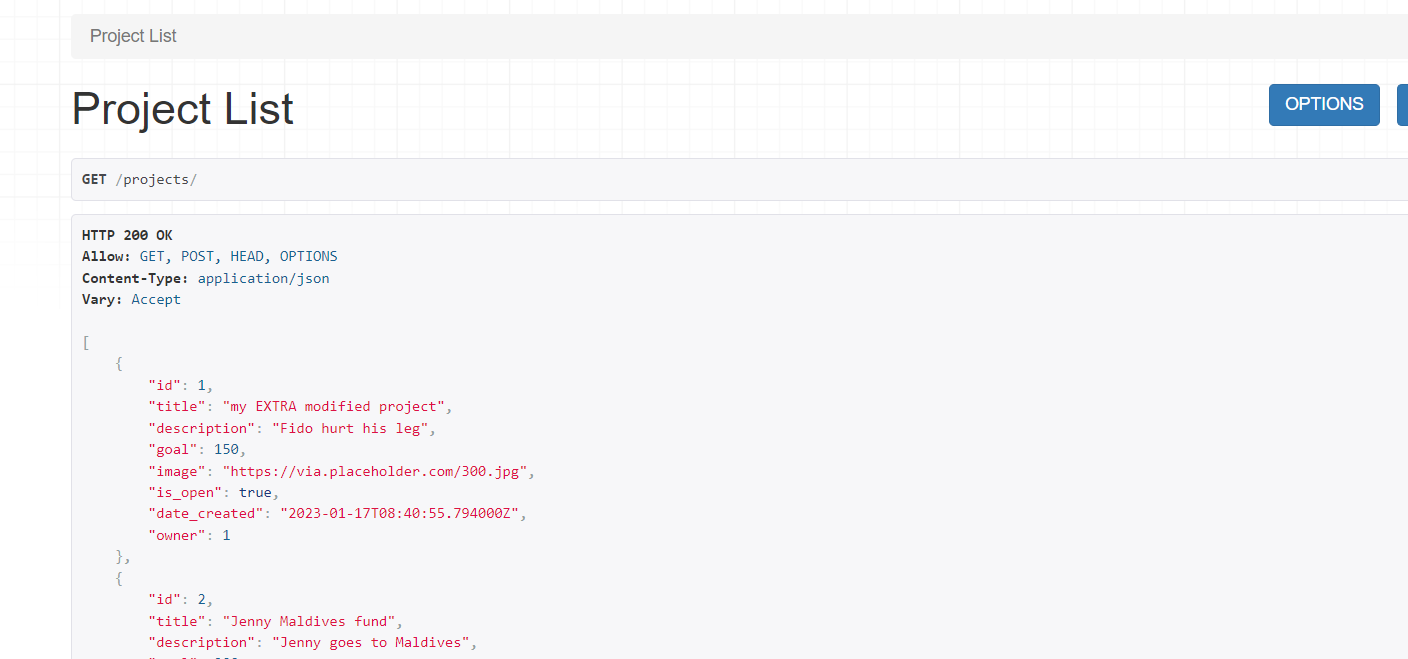 Project List
Project List
OPTIONS
GET /projects/
HTTP 200 OK
Allow: GET, POST, HEAD, OPTIONS
Content-Type: application/json
Vary: Accept
[
    {
        "id": 1,
        "title": "my EXTRA modified project",
        "description": "Fido hurt his leg",
        "goal": 150,
        "image": "https://via.placeholder.com/300.jpg",
        "is_open": true,
        "date_created": "2023-01-17T08:40:55.794000Z",
        "owner": 1
    },
    {
        "id": 2,
        "title": "Jenny Maldives fund",
        "description": "Jenny goes to Maldives",